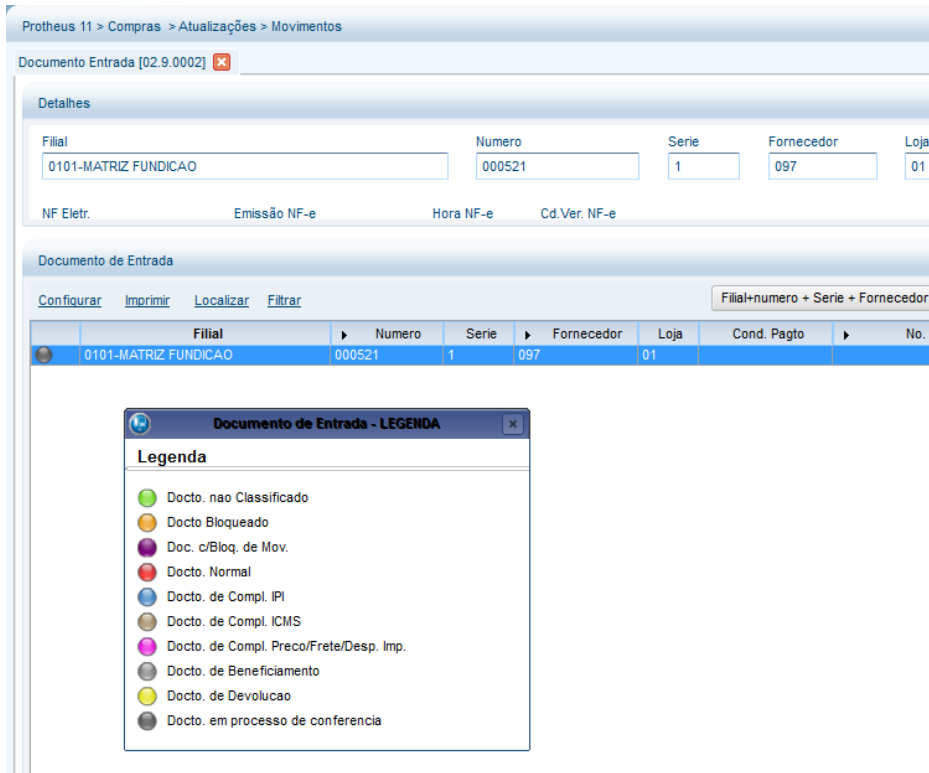 Protheus 11 > Compras > Atualizações > Movimentos
Documento Entrada [02.9.0002]
Detalhes
Filial Numero Serie Fornecedor Loja
0101-MATRIZ FUNDICAO 000521 1 097 01
NF Eletr. Emissão NF-e Hora NF-e Cd.Ver. NF-e
Documento de Entrada
Configurar Imprimir Localizar Filtrar Filial+numero + Serie + Fornecedor
Filial Numero Serie Fornecedor Loja Cond. Pagto No.
0101-MATRIZ FUNDICAO 000521 1 097 01
Documento de Entrada - LEGENDA
Legenda
Docto. nao Classificado
Docto Bloqueado
Doc. c/Bloq. de Mov.
Docto. Normal
Docto. de Compl. IPI
Docto. de Compl. ICMS
Docto. de Compl. Preco/Frete/Desp. Imp.
Docto. de Beneficiamento
Docto. de Devolucao
Docto. em processo de conferencia